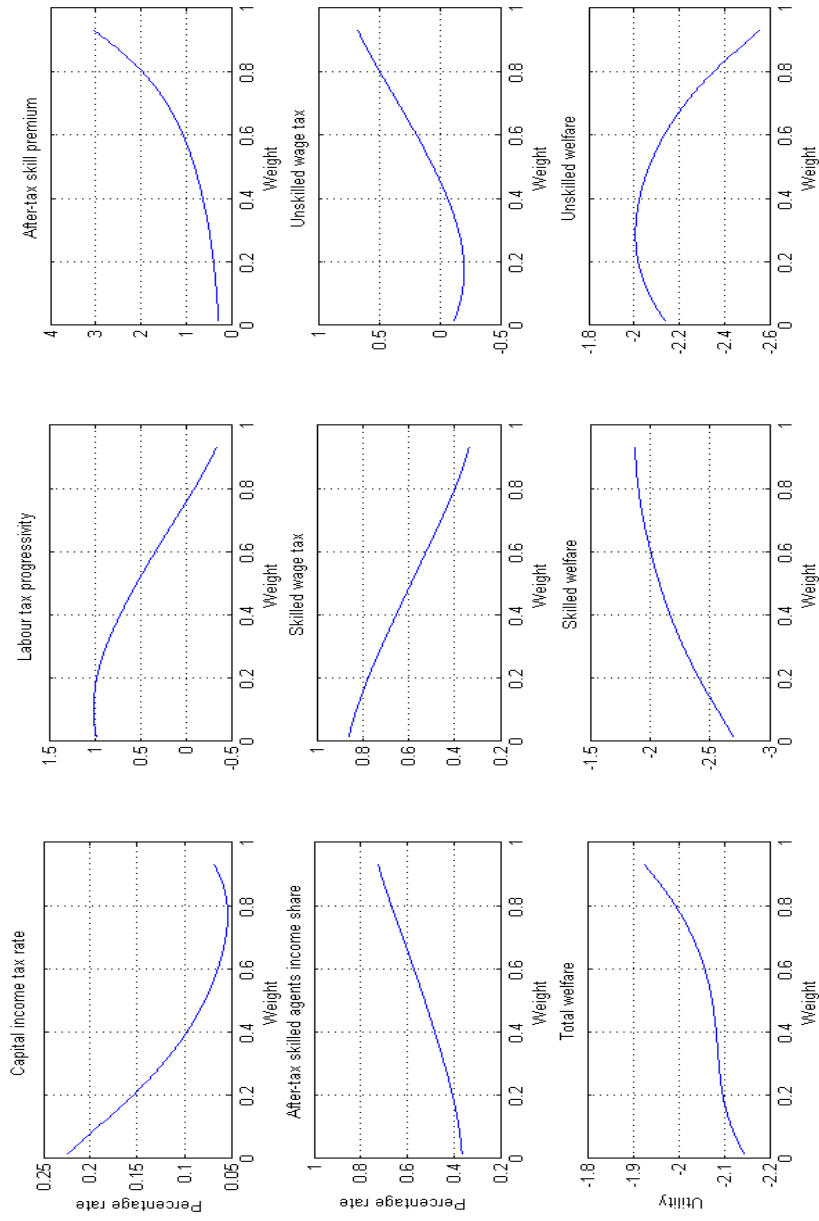 Capital income tax rate
Percentage rate
0.25
0.2
0.15
0.1
0.05
0 0.2 0.4 0.6 0.8 1
Weight
Labour tax progressivity
1.5
1
0.5
0
-0.5
0 0.2 0.4 0.6 0.8 1
Weight
After-tax skill premium
4
3
2
1
0
0 0.2 0.4 0.6 0.8 1
Weight
After-tax skilled agents income share
Percentage rate
1
0.8
0.6
0.4
0.2
0 0.2 0.4 0.6 0.8 1
Weight
Skilled wage tax
1
0.8
0.6
0.4
0.2
0 0.2 0.4 0.6 0.8 1
Weight
Unskilled wage tax
1
0.5
0
-0.5
0 0.2 0.4 0.6 0.8 1
Weight
Total welfare
Utility
-1.8
-1.9
-2
-2.1
-2.2
0 0.2 0.4 0.6 0.8 1
Weight
Skilled welfare
-1.5
-2
-2.5
-3
0 0.2 0.4 0.6 0.8 1
Weight
Unskilled welfare
-1.8
-2
-2.2
-2.4
-2.6
0 0.2 0.4 0.6 0.8 1
Weight